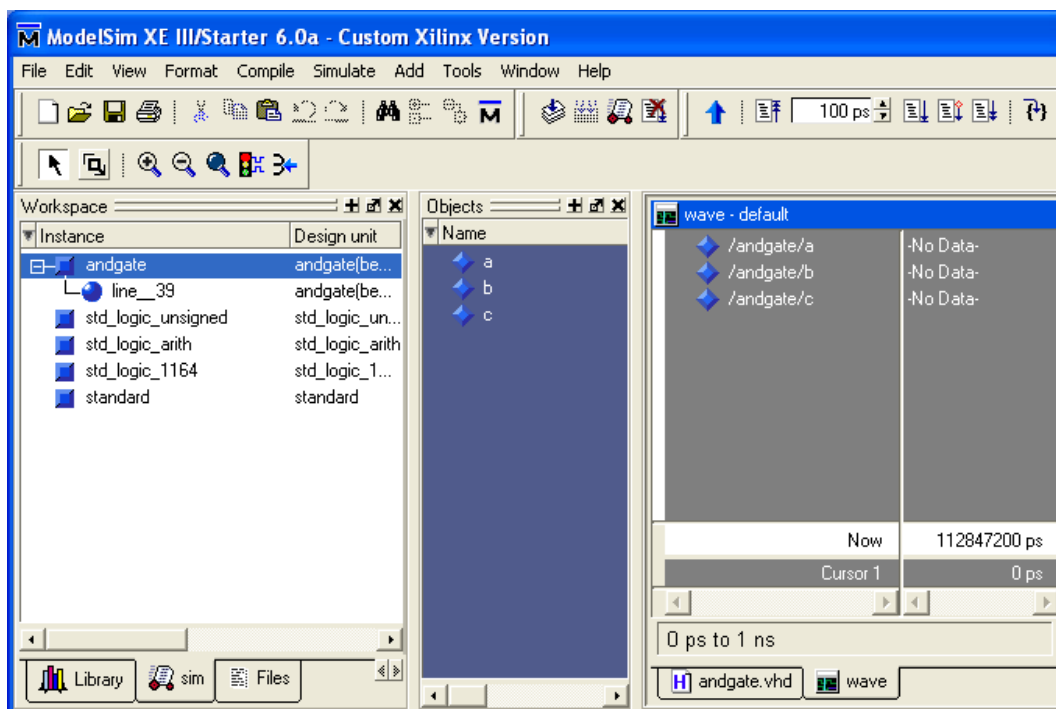 ModelSim XE III/Starter 6.0a - Custom Xilinx Version
File Edit View Format Compile Simulate Add Tools Window Help
100 ps
Workspace
Instance Design unit
andgate andgate(be...
line__39 andgate(be...
std_logic_unsigned std_logic_un...
std_logic_arith std_logic_arith
std_logic_1164 std_logic_1...
standard standard
Library sim Files
Objects
Name
a
b
c
wave - default
/andgate/a -No Data-
/andgate/b -No Data-
/andgate/c -No Data-
Now 112847200 ps
Cursor 1 0 ps
0 ps to 1 ns
andgate.vhd wave